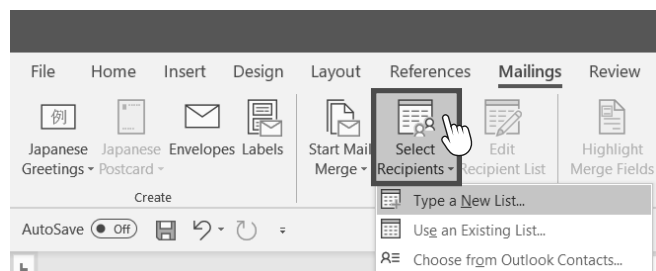 File Home Insert Design Layout References Mailings Review
例
Japanese Greetings
Japanese Postcard
Envelopes
Labels
Start Mail Merge
Select Recipients
Edit Recipient List
Highlight Merge Fields
Create
Type a New List...
AutoSave Off
Use an Existing List...
Choose from Outlook Contacts...